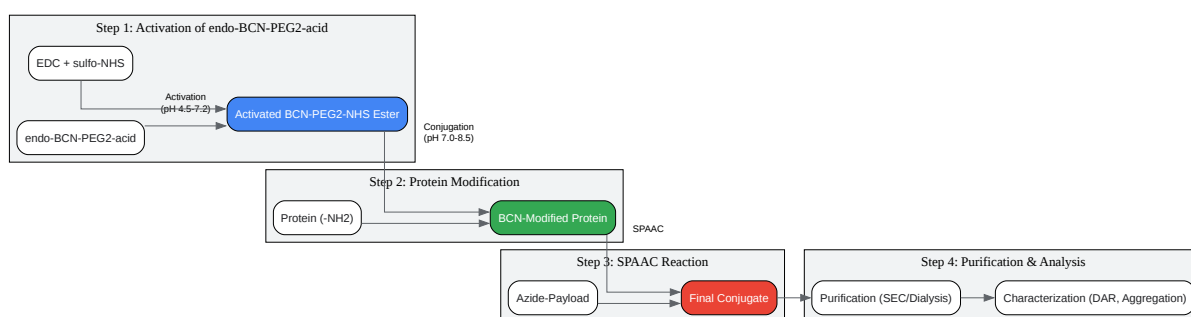 Step 1: Activation of endo-BCN-PEG2-acid
EDC + sulfo-NHS
Activation
(pH 4.5-7.2)
Activated BCN-PEG2-NHS Ester
endo-BCN-PEG2-acid
Conjugation
(pH 7.0-8.5)
Step 2: Protein Modification
Protein (-NH2)
BCN-Modified Protein
SPAAC
Step 3: SPAAC Reaction
Azide-Payload
Final Conjugate
Step 4: Purification & Analysis
Purification (SEC/Dialysis)
Characterization (DAR, Aggregation)